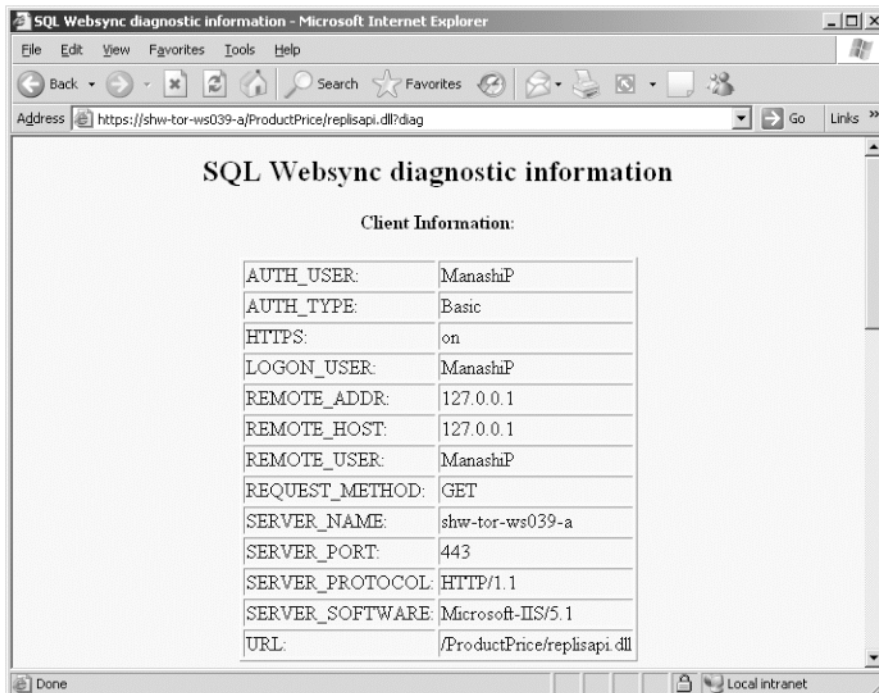 SQL Websync diagnostic information - Microsoft Internet Explorer
File Edit View Favorites Tools Help
Back Search Favorites
Address https://shw-tor-ws039-a/ProductPrice/replisapi.dll?diag Go Links »
SQL Websync diagnostic information
Client Information:
AUTH_USER: ManashiP
AUTH_TYPE: Basic
HTTPS: on
LOGON_USER: ManashiP
REMOTE_ADDR: 127.0.0.1
REMOTE_HOST: 127.0.0.1
REMOTE_USER: ManashiP
REQUEST_METHOD: GET
SERVER_NAME: shw-tor-ws039-a
SERVER_PORT: 443
SERVER_PROTOCOL: HTTP/1.1
SERVER_SOFTWARE: Microsoft-IIS/5.1
URL: /ProductPrice/replisapi.dll
Done Local intranet